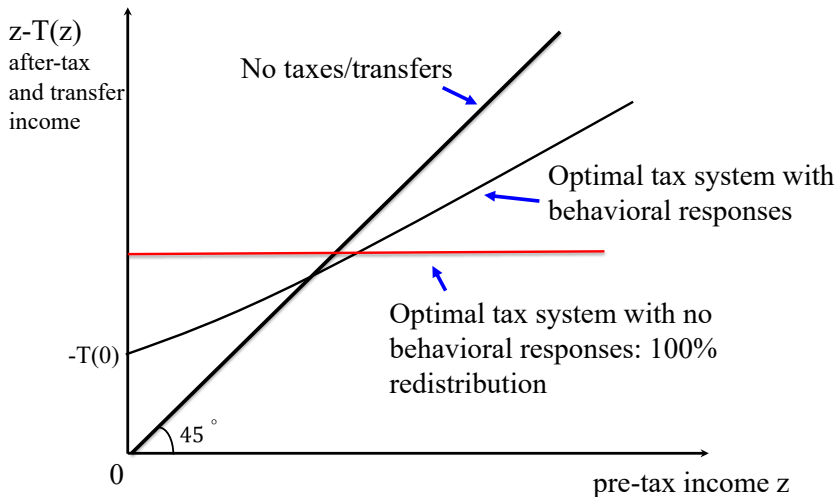 z-T(z)
after-tax
and transfer
income
No taxes/transfers
Optimal tax system with
behavioral responses
Optimal tax system with no
behavioral responses: 100%
redistribution
-T(0)
45°
0
pre-tax income z